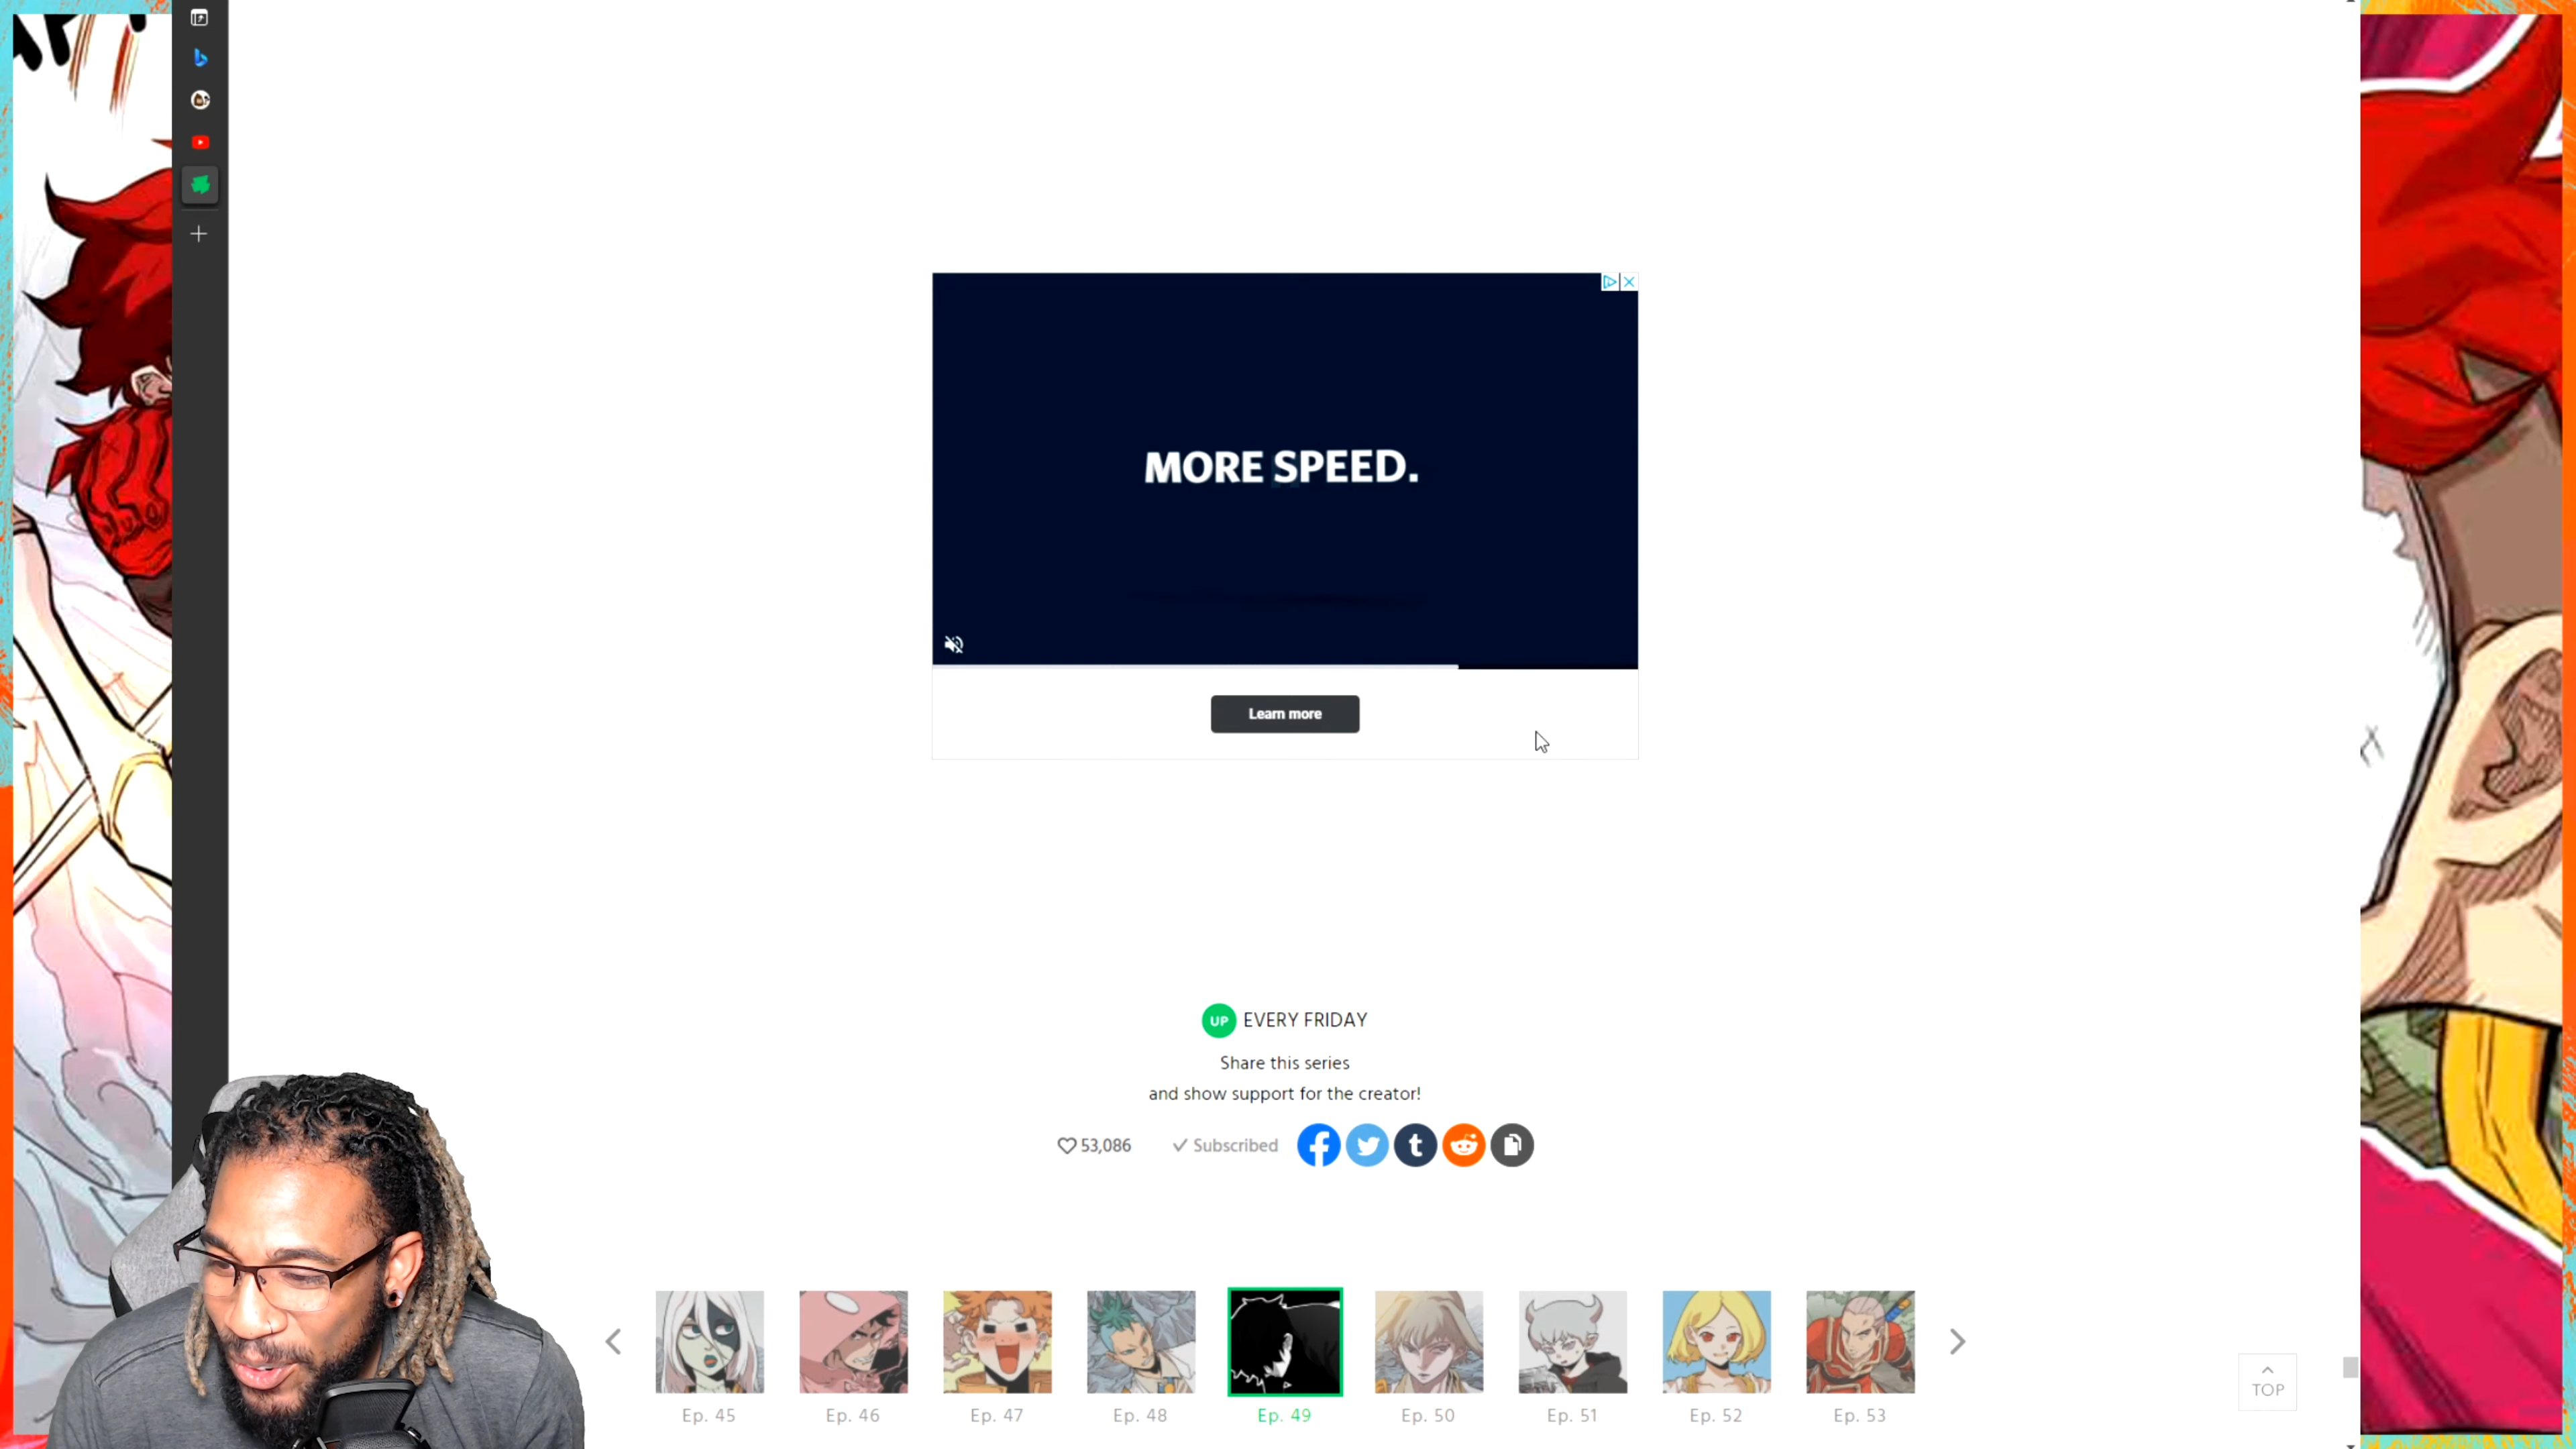 MORE SPEED.
Learn more
UP EVERY FRIDAY
Share this series
and show support for the creator!
53,086 Subscribed
Ep. 45 Ep. 46 Ep. 47 Ep. 48 Ep. 49 Ep. 50 Ep. 51 Ep. 52 Ep. 53
TOP